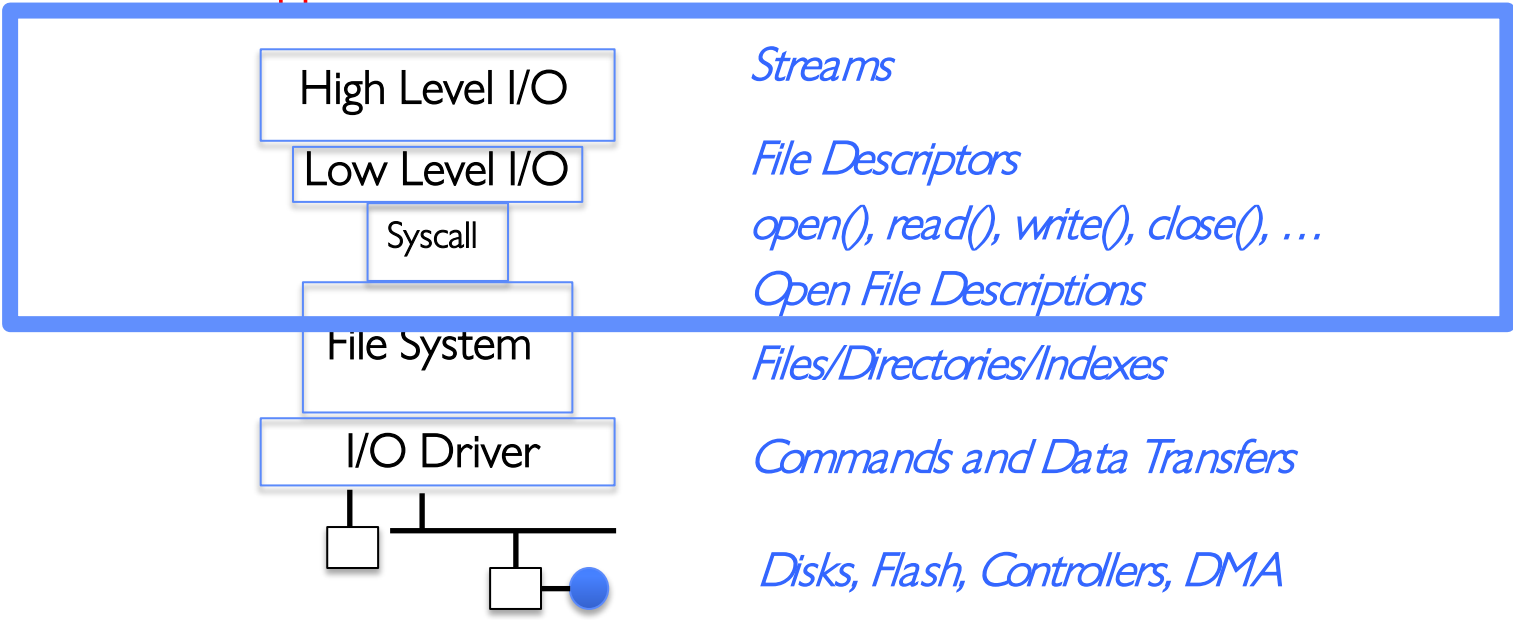 High Level I/O
Streams
Low Level I/O
File Descriptors
Syscall
open(), read(), write(), close(), …
Open File Descriptions
File System
Files/Directories/Indexes
I/O Driver
Commands and Data Transfers
Disks, Flash, Controllers, DMA